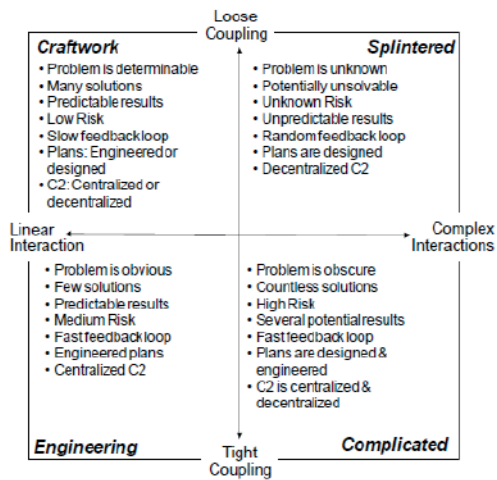 Loose
Coupling
Craftwork
• Problem is determinable
• Many solutions
• Predictable results
• Low Risk
• Slow feedback loop
• Plans: Engineered or
designed
• C2: Centralized or
decentralized
Splintered
• Problem is unknown
• Potentially unsolvable
• Unknown Risk
• Unpredictable results
• Random feedback loop
• Plans are designed
• Decentralized C2
Linear
Interaction
Complex
Interactions
• Problem is obvious
• Few solutions
• Predictable results
• Medium Risk
• Fast feedback loop
• Engineered plans
• Centralized C2
Engineering
• Problem is obscure
• Countless solutions
• High Risk
• Several potential results
• Fast feedback loop
• Plans are designed &
engineered
• C2 is centralized &
decentralized
Complicated
Tight
Coupling